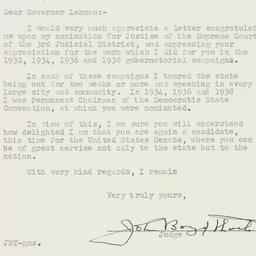 Dear Governor Lehman:-
I would very much appreciate a letter congratulat
me upon my nomination for Justice of the Supreme Court
of the 3rd Judicial District, and expressing your
appreciation for the work which I did for you in the
1932, 1934, 1936 and 1938 gubernatorial campaigns.
In each of these campaigns I toured the state
being out for two weeks or more and speaking in every
large city and community. In 1934, 1936 and 1938
I was Permanent Chairman of the Democratic State
Convention, at which you were nominated.
In view of this, I am sure you will understand
how delighted I am that you are again a candidate,
this time for the United States Senate, where you can
be of great service not only to the state but to the
nation.
With very kind regards, I remain
Very truly yours,
John Boyd Thach
Judge
JBT-gns.